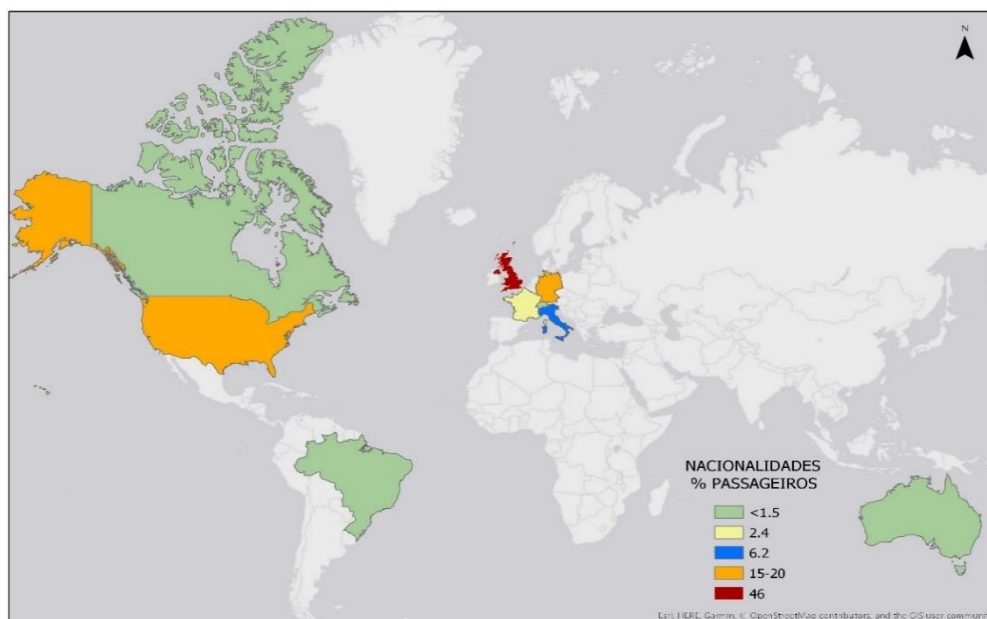 N
NACIONALIDADES
% PASSAGEIROS
<1.5
2.4
6.2
15-20
46
Esri, HERE, Garmin, © OpenStreetMap contributors, and the GIS user communit